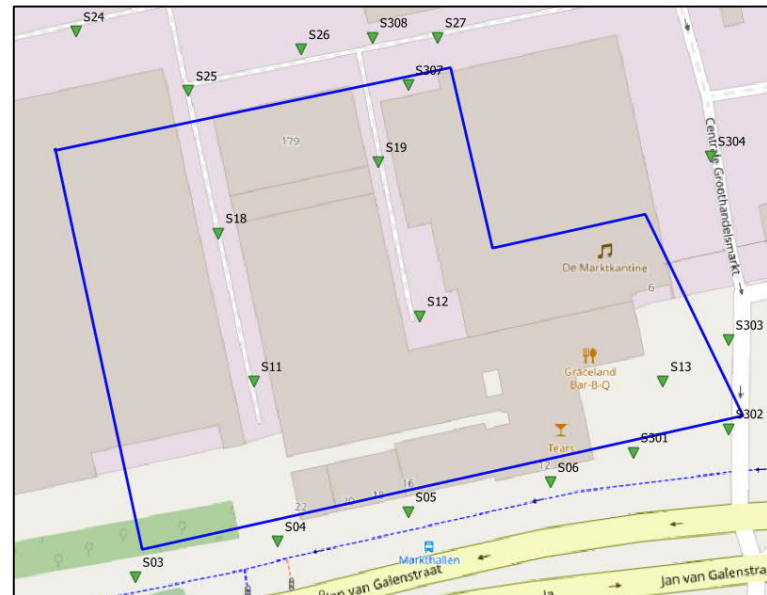 S24
S308
S27
S26
S25
S307
Centrale Groothandelsmarkt
S304
179
S19
S18
De Marktkantine
6
S12
S303
Graceland
Bar-B-Q
S11
S13
S302
Tears
S301
12
S06
16
18
20
22
S05
S04
Markthallen
S03
Jan van Galenstraat
Jan van Galenstraat